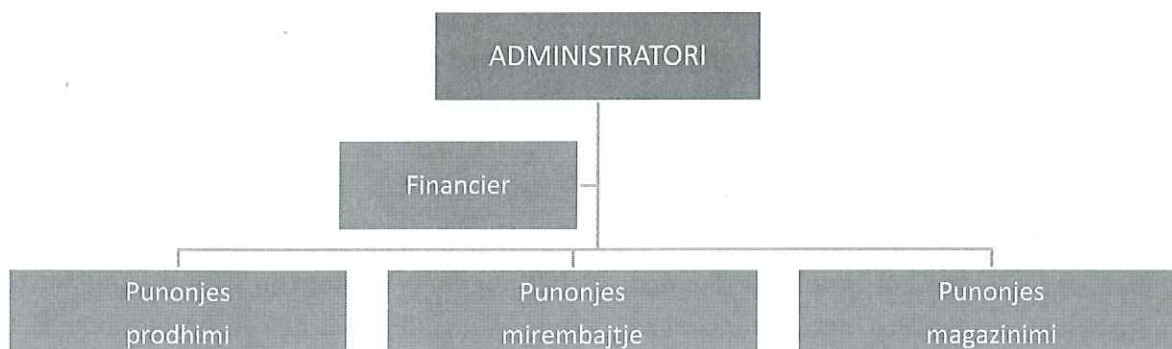 ADMINISTRATORI
Financier
Punonjes
prodhimi
Punonjes
mirembajtje
Punonjes
magazinimi